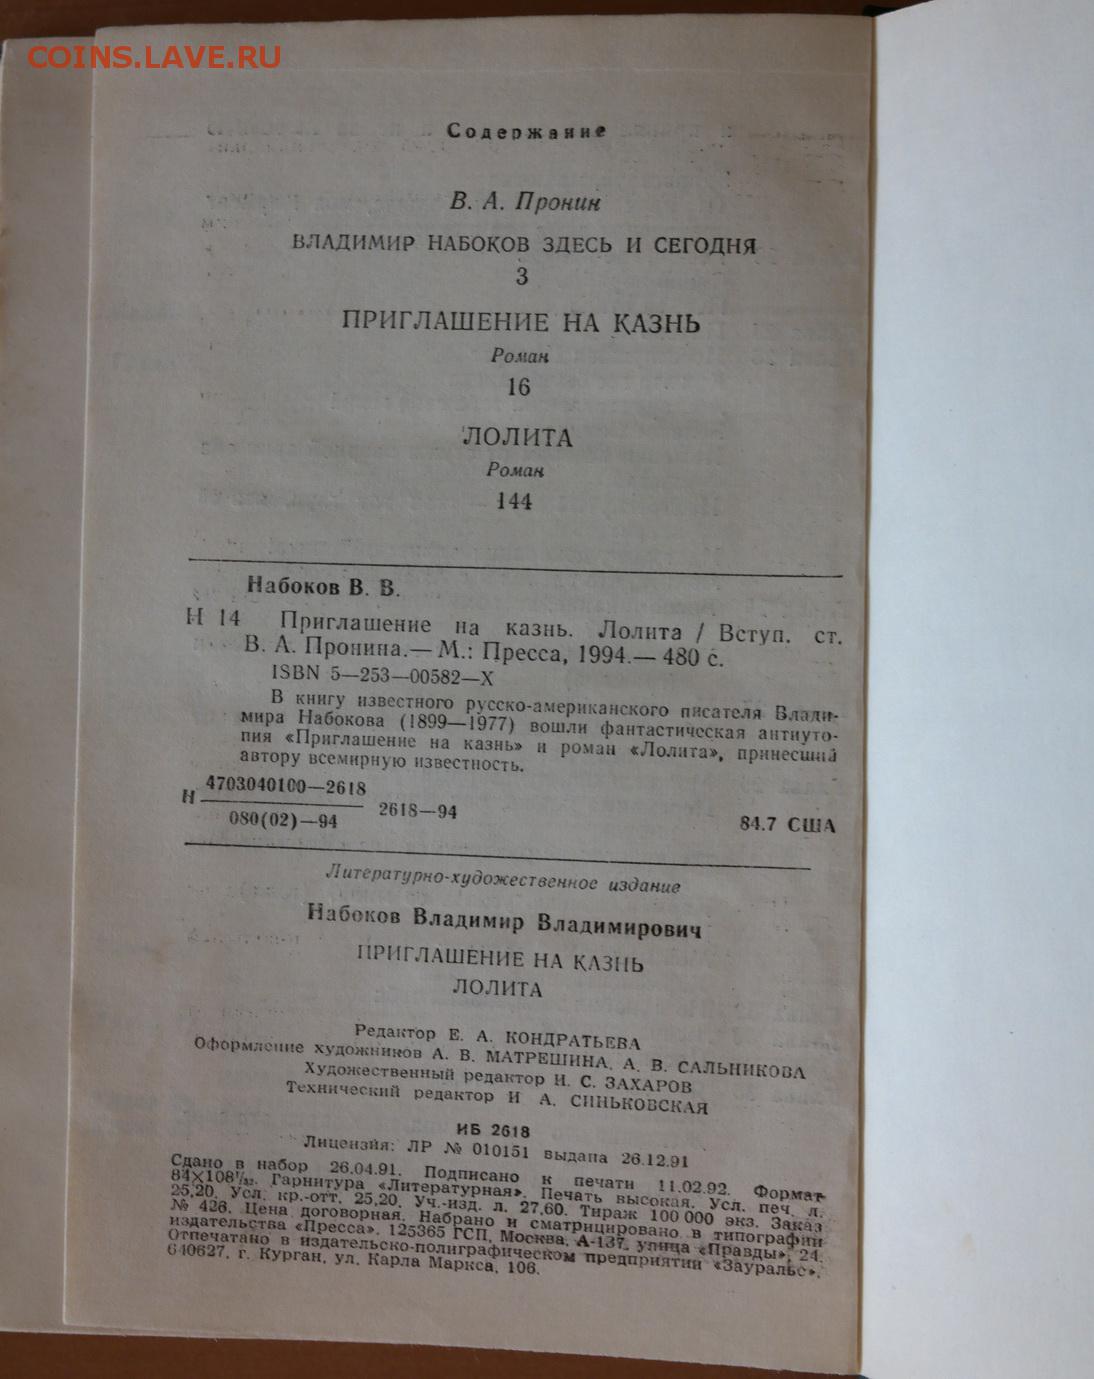 COINS.LAVE.RU
Содержание
В. А. Пронин
ВЛАДИМИР НАБОКОВ ЗДЕСЬ И СЕГОДНЯ
3
ПРИГЛАШЕНИЕ НА КАЗНЬ
Роман
16
ЛОЛИТА
Роман
144
Набоков В. В.
Н 14 Приглашение на казнь. Лолита / Вступ. ст.
В. А. Пронина.— М.: Пресса, 1994.— 480 с.
ISBN 5—253—00582—X
В книгу известного русско-американского писателя Влади-
мира Набокова (1899—1977) вошли фантастическая антиуто-
пия «Приглашение на казнь» и роман «Лолита», принесший
автору всемирную известность.
4703040100—2618
Н 2618—94
080(02)—94
84.7 США
Литературно-художественное издание
Набоков Владимир Владимирович
ПРИГЛАШЕНИЕ НА КАЗНЬ
ЛОЛИТА
Редактор Е. А. КОНДРАТЬЕВА
Оформление художников А. В. МАТРЕШИНА, А. В. САЛЬНИКОВА
Художественный редактор И. С. ЗАХАРОВ
Технический редактор И А. СИНЬКОВСКАЯ
ИБ 2618
Лицензия: ЛР № 010151 выдана 26.12.91
Сдано в набор 26.04.91. Подписано к печати 11.02.92. Формат
84×108¹/₃₂. Гарнитура «Литературная». Печать высокая. Усл. печ. л.
25,20. Усл. кр.-отт. 25,20. Уч.-изд. л. 27,60. Тираж 100 000 экз. Заказ
№ 426. Цена договорная. Набрано и сматрицировано в типографии
издательства «Пресса». 125365 ГСП, Москва, А-137, улица «Правды», 24.
Отпечатано в издательско-полиграфическом предприятии «Зауралье».
640627, г. Курган, ул. Карла Маркса, 106.